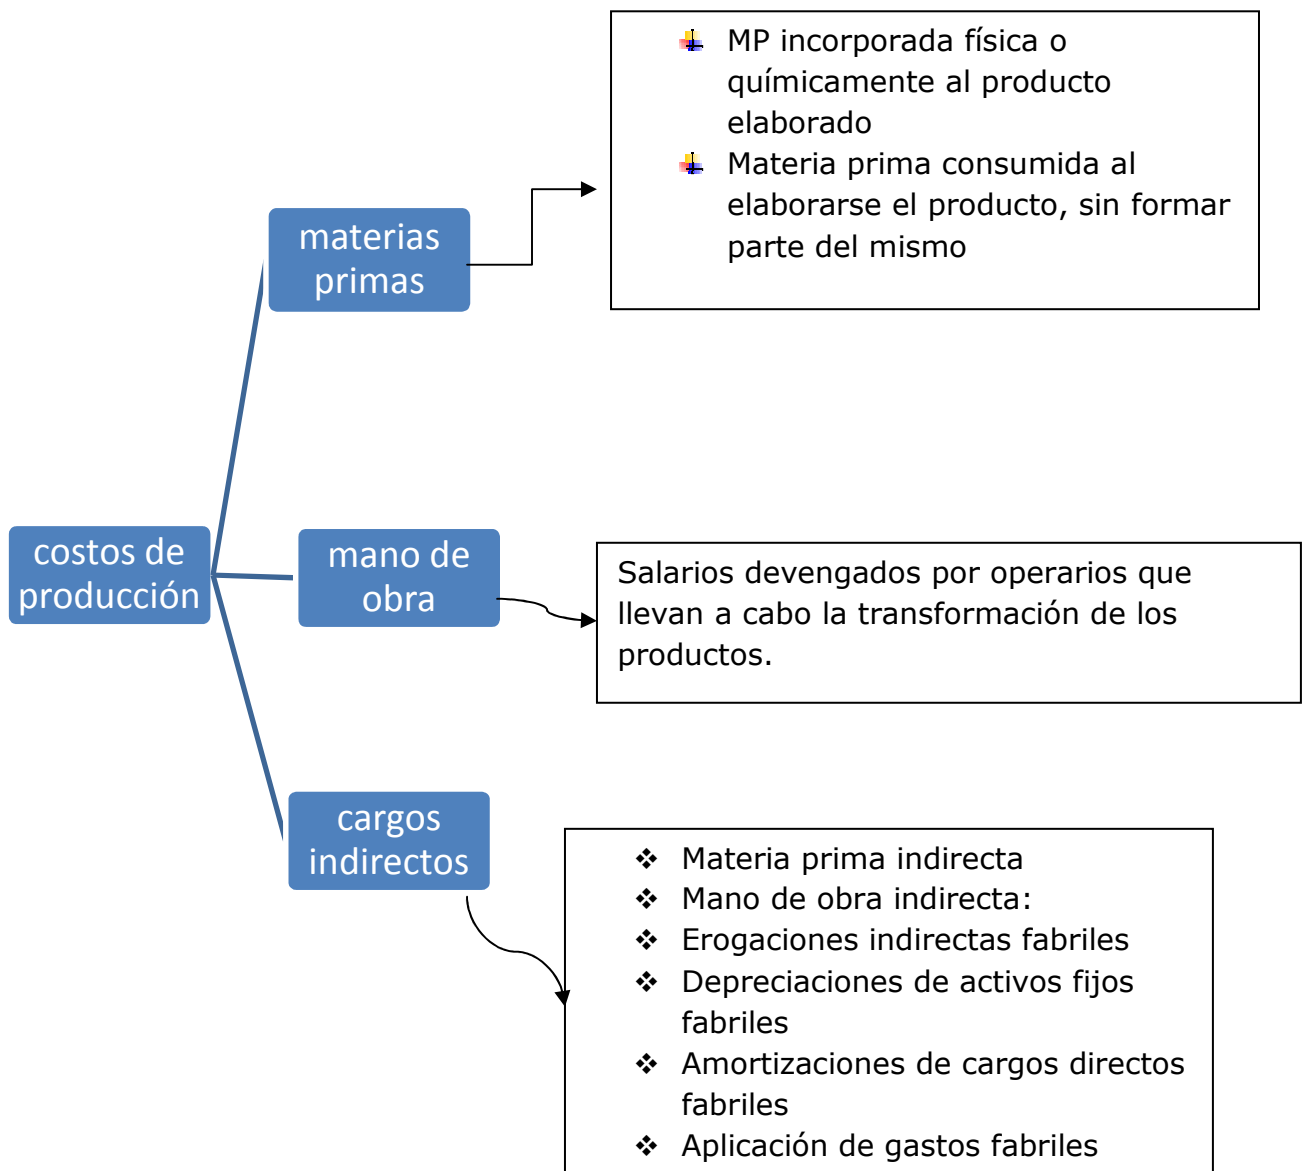 MP incorporada física o
químicamente al producto
elaborado
Materia prima consumida al
elaborarse el producto, sin formar
parte del mismo
materias
primas
costos de
producción
mano de
obra
Salarios devengados por operarios que
llevan a cabo la transformación de los
productos.
cargos
indirectos
❖ Materia prima indirecta
❖ Mano de obra indirecta:
❖ Erogaciones indirectas fabriles
❖ Depreciaciones de activos fijos
fabriles
❖ Amortizaciones de cargos directos
fabriles
❖ Aplicación de gastos fabriles